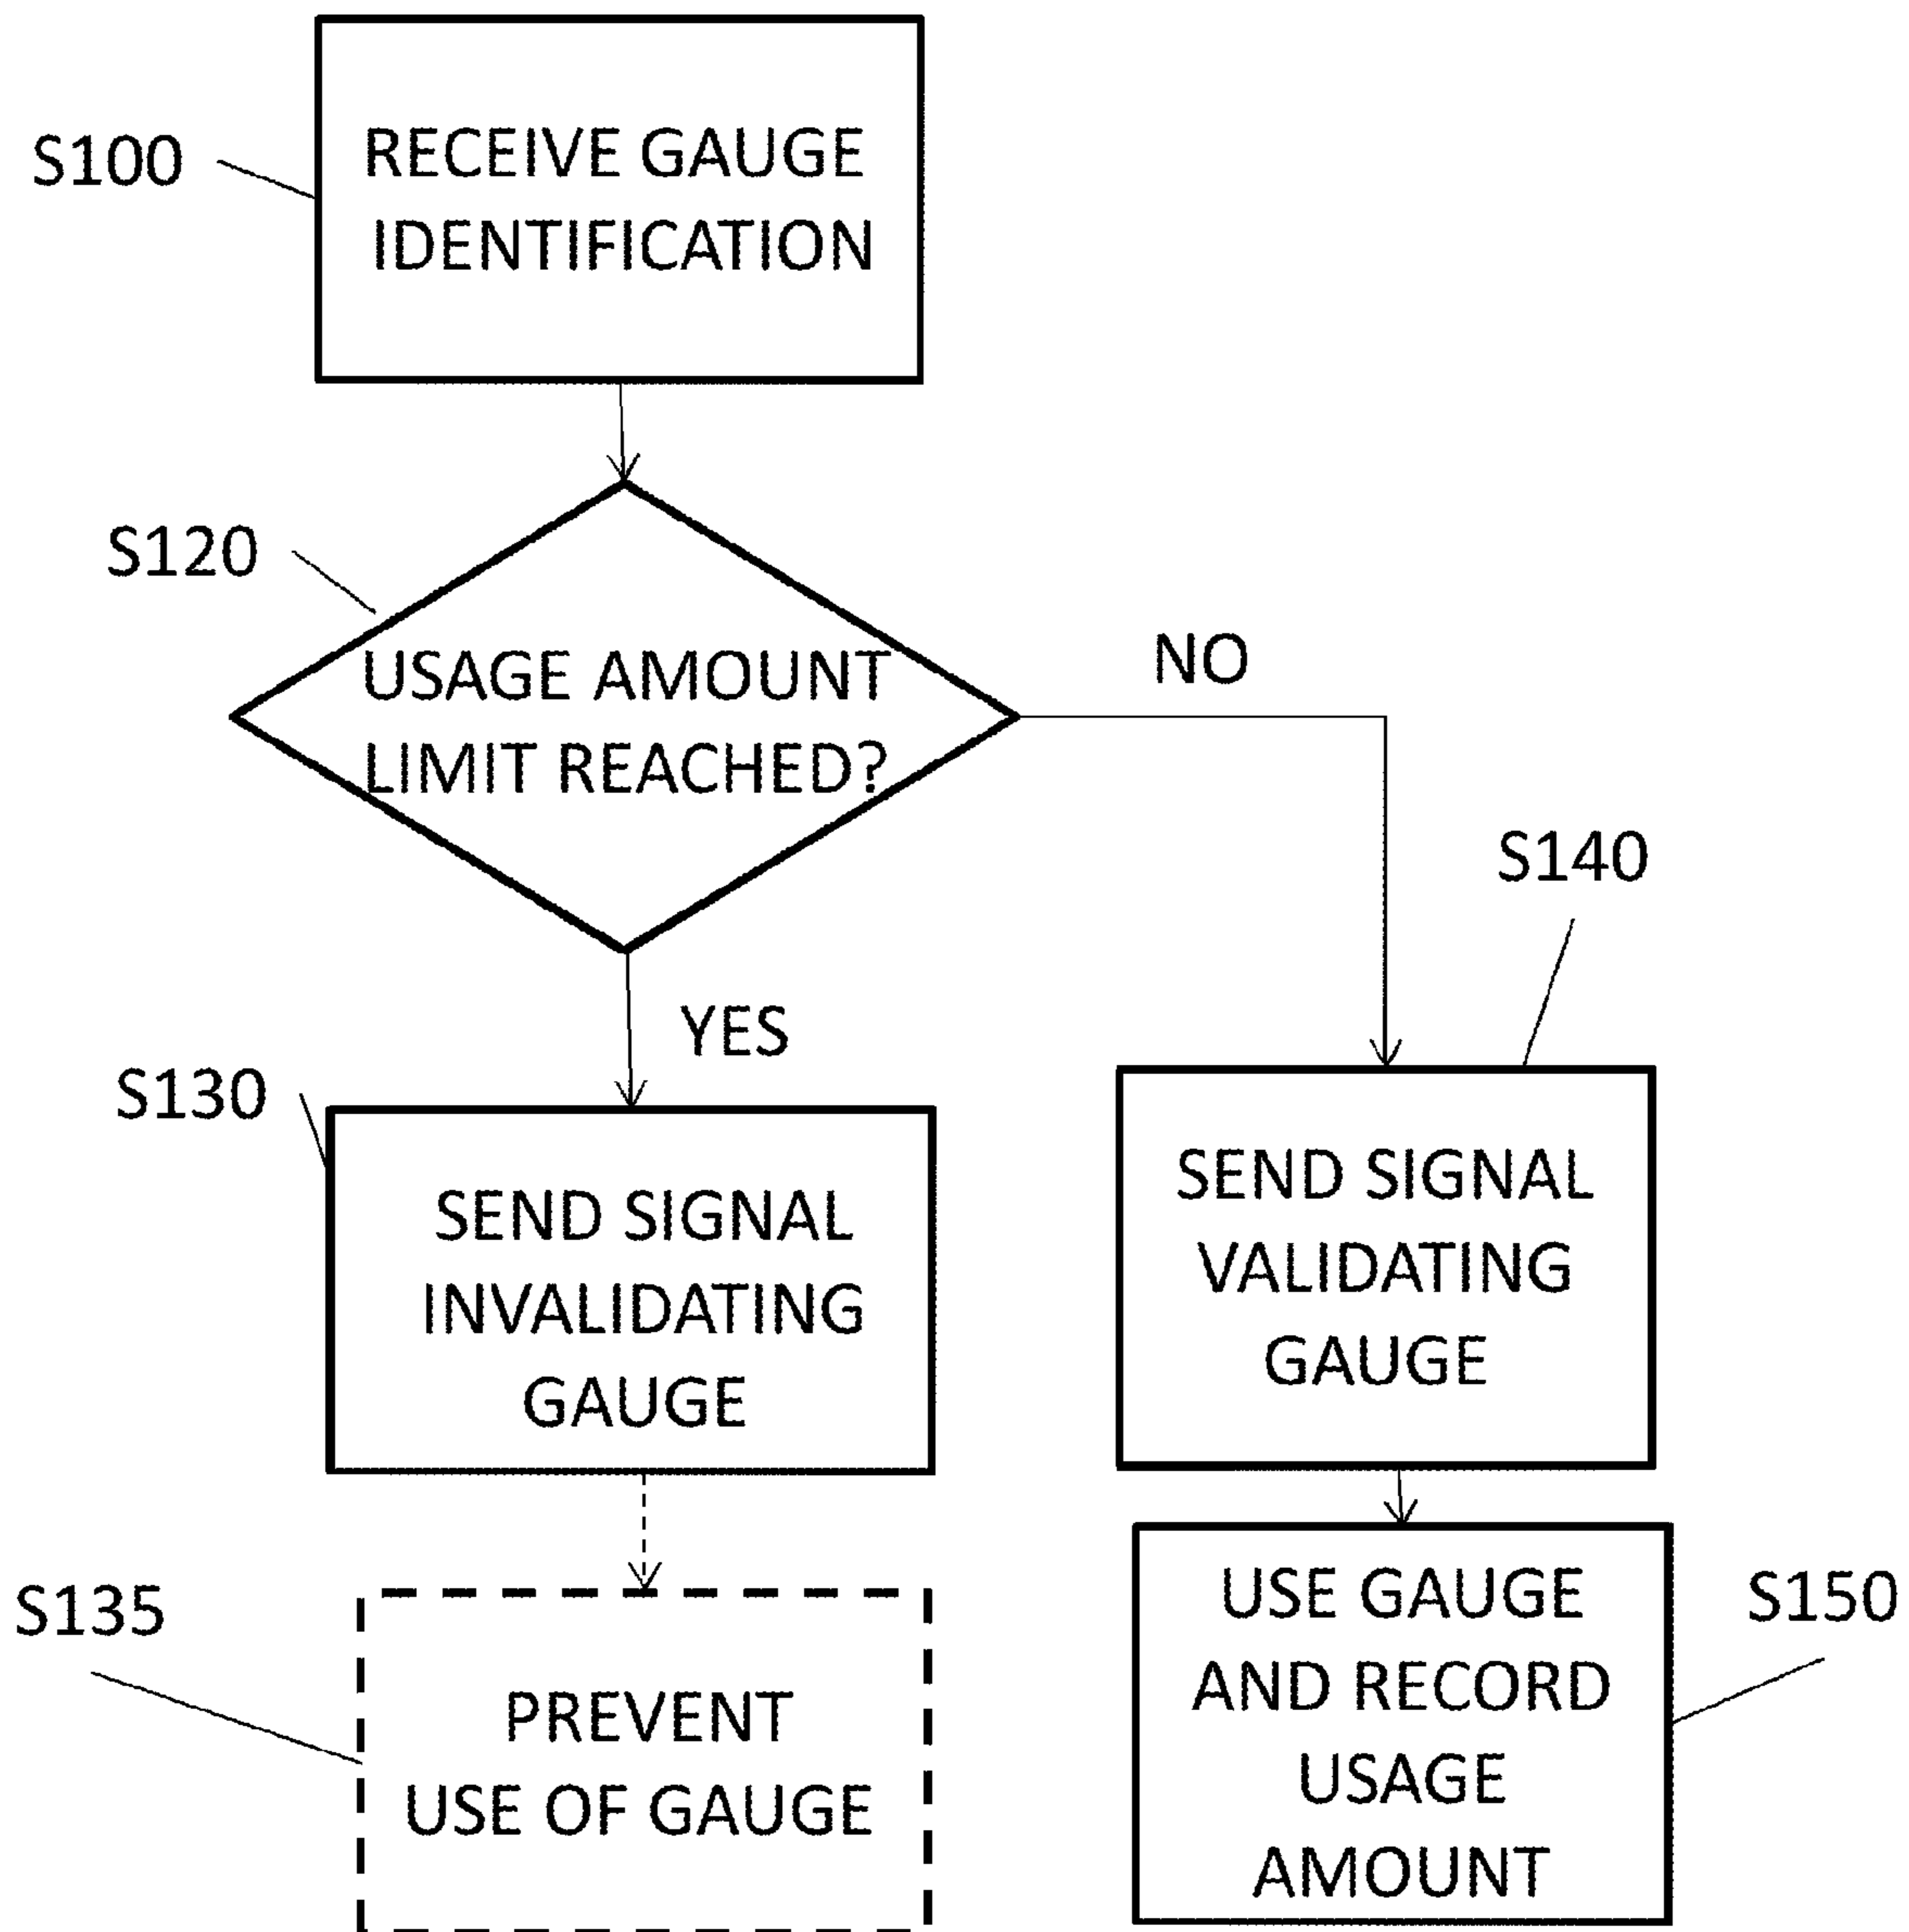 S100
RECEIVE GAUGE
IDENTIFICATION
S120
USAGE AMOUNT
LIMIT REACHED?
NO
YES
S130
SEND SIGNAL
INVALIDATING
GAUGE
S140
SEND SIGNAL
VALIDATING
GAUGE
S135
PREVENT
USE OF GAUGE
USE GAUGE
AND RECORD
USAGE
AMOUNT
S150